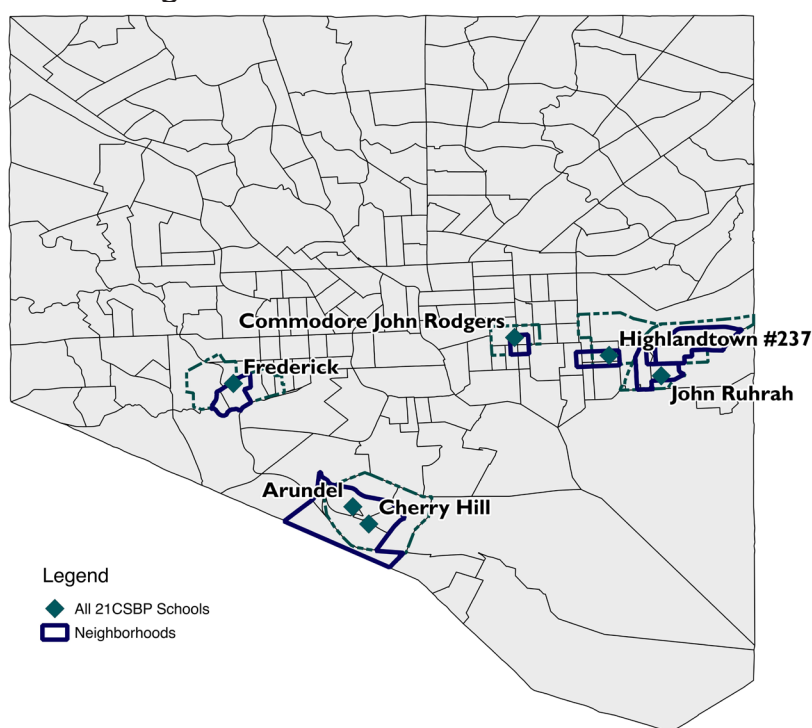 Commodore John Rodgers
Highlandtown #237
Frederick
John Ruhrah
Arundel
Cherry Hill
Legend
All 21CSBP Schools
Neighborhoods